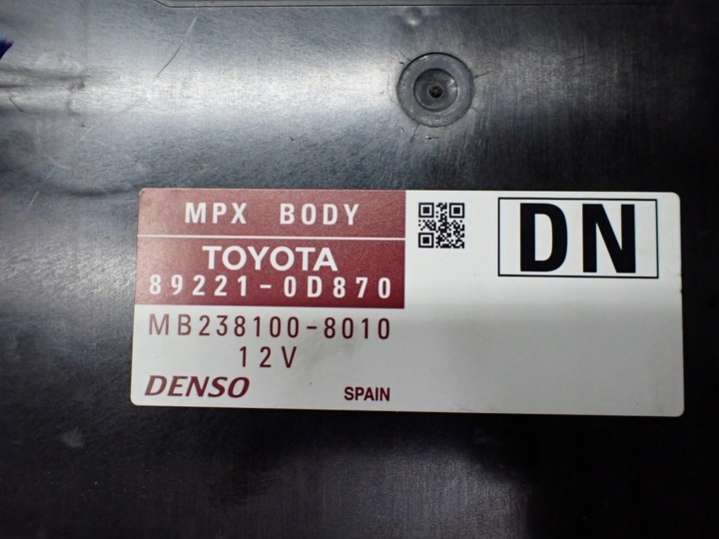 MPX BODY
TOYOTA
89221-0D870
MB238100-8010
12V
DENSO
SPAIN
DN